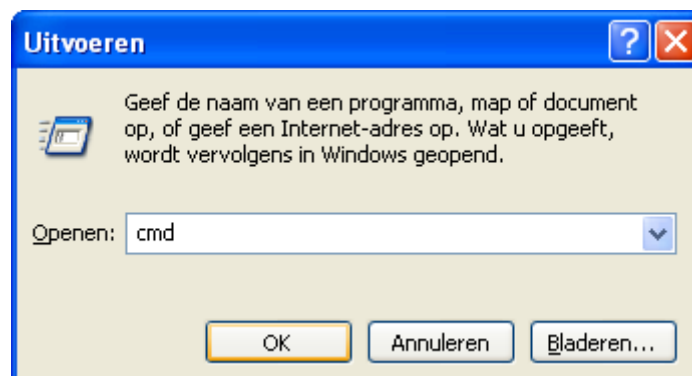 Uitvoeren
Geef de naam van een programma, map of document
op, of geef een Internet-adres op. Wat u opgeeft,
wordt vervolgens in Windows geopend.
Openen: cmd
OK Annuleren Bladeren...